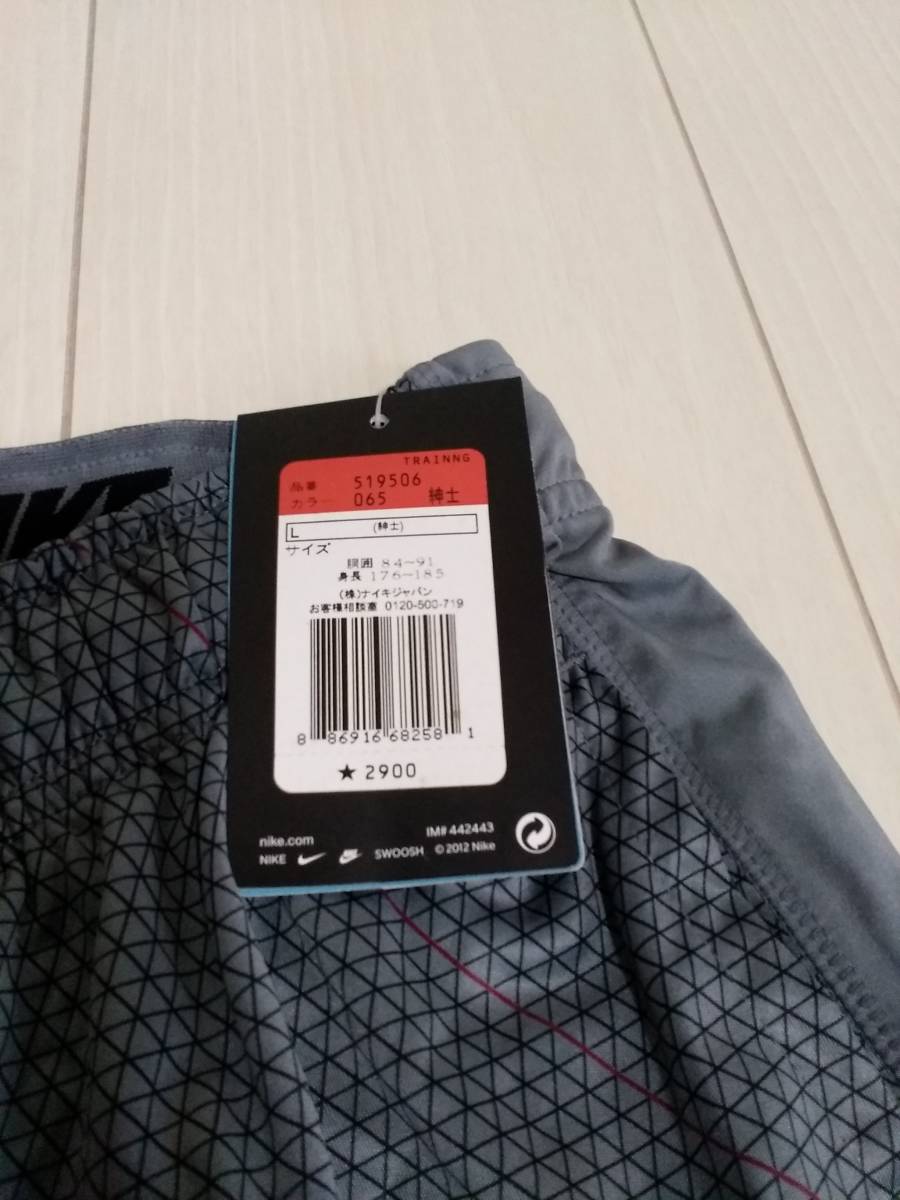 NIKE
TRAINNG
品番 519506
カラー 065 紳士
L (紳士)
サイズ
胴囲 84-91
身長 176-185
(株)ナイキジャパン
お客様相談室 0120-500-719
8 86916 68258 1
★ 2900
nike.com IM# 442443
NIKE SWOOSH © 2012 Nike